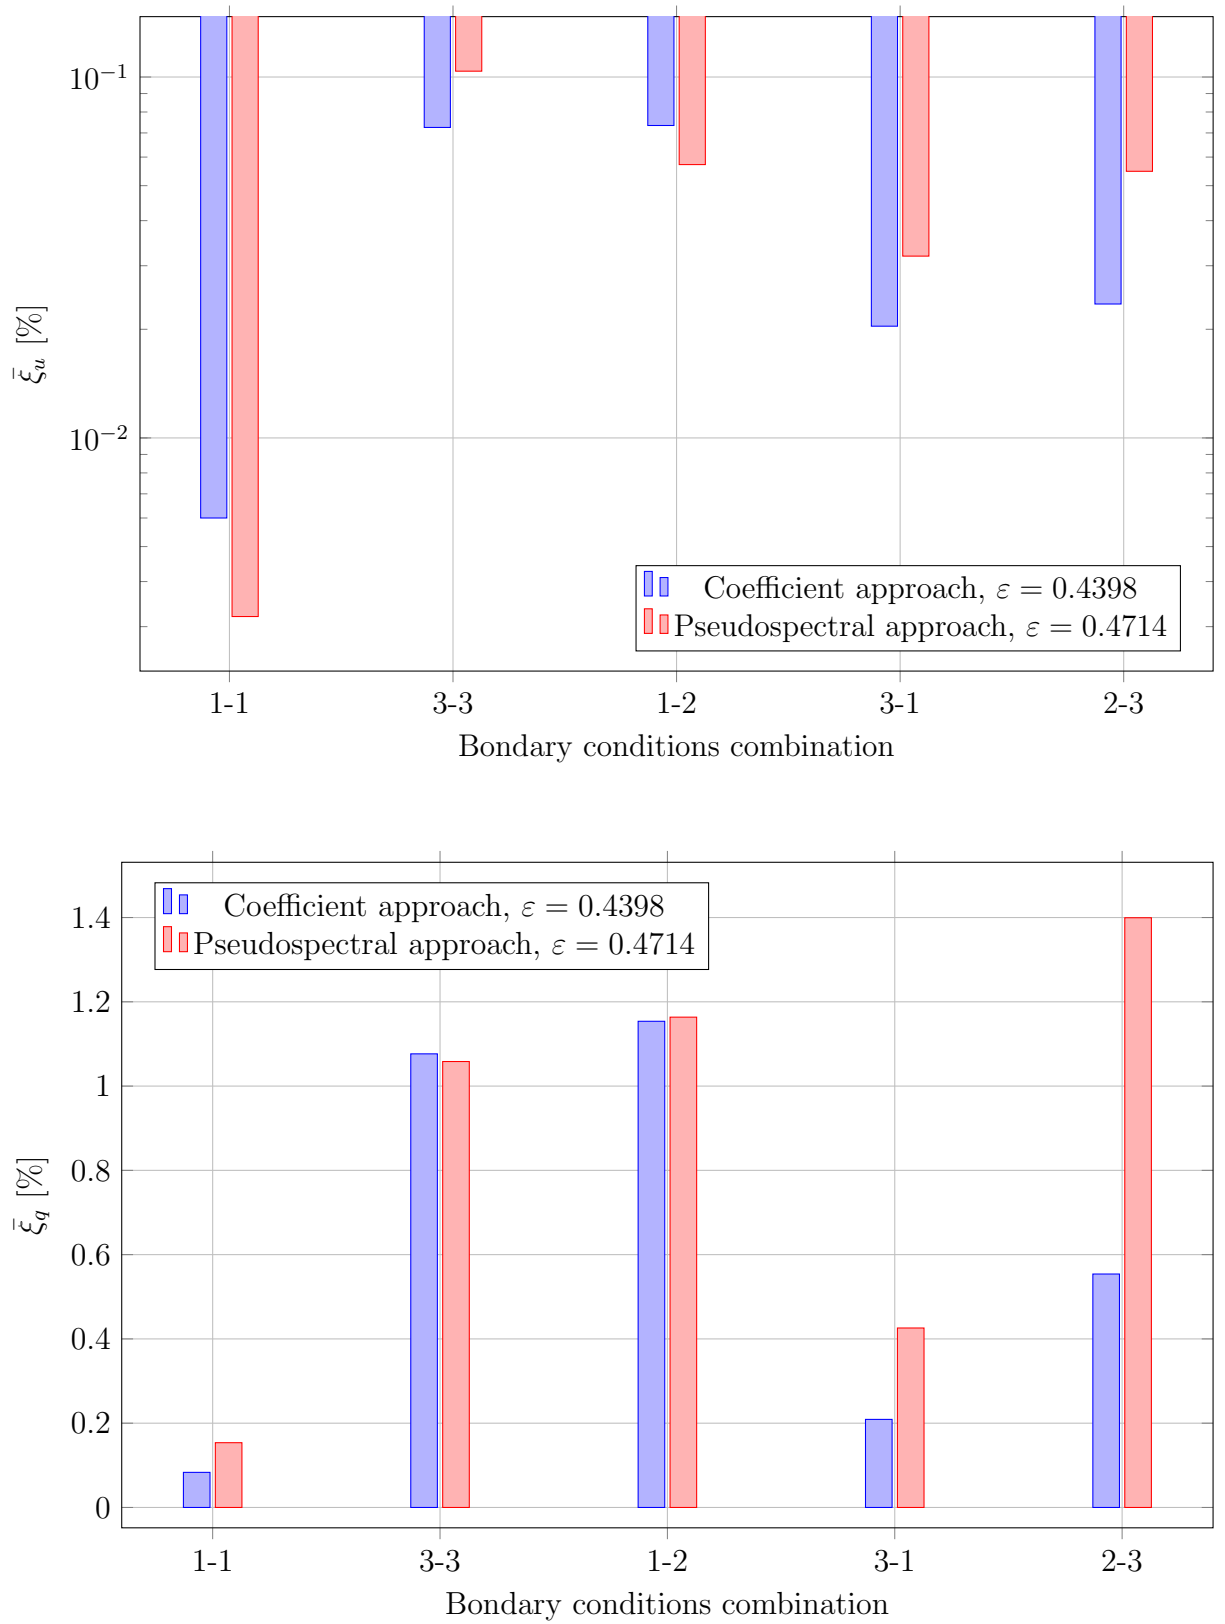 10⁻¹
10⁻²
ξ̄ᵤ [%]
Coefficient approach, ε = 0.4398
Pseudospectral approach, ε = 0.4714
1-1 3-3 1-2 3-1 2-3
Bondary conditions combination
Coefficient approach, ε = 0.4398
Pseudospectral approach, ε = 0.4714
1.4
1.2
1
0.8
0.6
0.4
0.2
0
ξ̄_q [%]
1-1 3-3 1-2 3-1 2-3
Bondary conditions combination